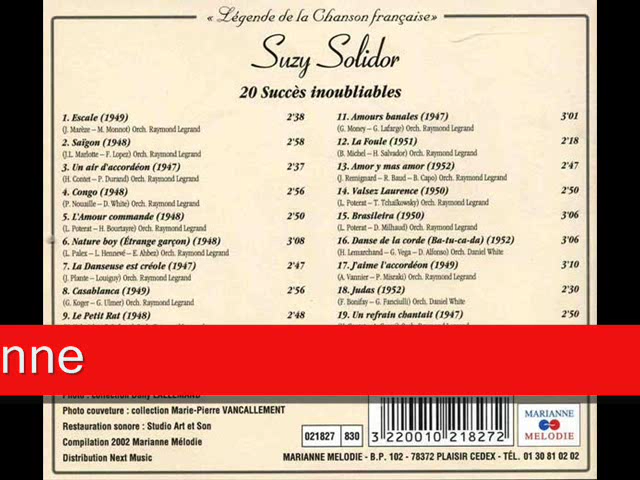 « Légende de la Chanson française»
Suzy Solidor
20 Succès inoubliables
1. Escale (1949) 2'38
(J. Marèze – M. Monnot) Orch. Raymond Legrand
2. Saïgon (1948) 2'58
(J.L. Marlotte – F. Lopez) Orch. Raymond Legrand
3. Un air d'accordéon (1947) 2'37
(H. Contet – P. Durand) Orch. Raymond Legrand
4. Congo (1948) 2'56
(P. Nouaille – D. White) Orch. Raymond Legrand
5. L'Amour commande (1948) 2'50
(L. Poterat – H. Bourtayre) Orch. Raymond Legrand
6. Nature boy (Étrange garçon) (1948) 3'08
(L. Palex – L. Hennevé – E. Ahbez) Orch. Raymond Legrand
7. La Danseuse est créole (1947) 2'47
(J. Plante – Louiguy) Orch. Raymond Legrand
8. Casablanca (1949) 2'56
(G. Koger – G. Ulmer) Orch. Raymond Legrand
9. Le Petit Rat (1948) 2'48
11. Amours banales (1947) 3'01
(G. Money – G. Lafarge) Orch. Raymond Legrand
12. La Foule (1951) 2'18
(B. Michel – H. Salvador) Orch. Raymond Legrand
13. Amor y mas amor (1952) 2'47
(J. Remignard – R. Baud – B. Capo) Orch. Raymond Legrand
14. Valsez Laurence (1950) 2'50
(L. Poterat – T. Tchaïkowsky) Orch. Raymond Legrand
15. Brasileira (1950) 3'06
(L. Poterat – D. Milhaud) Orch. Raymond Legrand
16. Danse de la corde (Ba-tu-ca-da) (1952) 3'06
(H. Lemarchand – G. Vega – D. Alfonso) Orch. Daniel White
17. J'aime l'accordéon (1949) 3'10
(A. Vannier – P. Misraki) Orch. Raymond Legrand
18. Judas (1952) 2'30
(F. Bonifay – G. Fanciulli) Orch. Daniel White
19. Un refrain chantait (1947) 2'50
nne
Photo : collection Dany LALLEMAND
Photo couverture : collection Marie-Pierre VANCALLEMENT
Restauration sonore : Studio Art et Son
Compilation 2002 Marianne Mélodie
Distribution Next Music
021827 830
3 220010 218272
MARIANNE
MELODIE
MARIANNE MELODIE - B.P. 102 - 78372 PLAISIR CEDEX - TÉL. 01 30 81 02 02